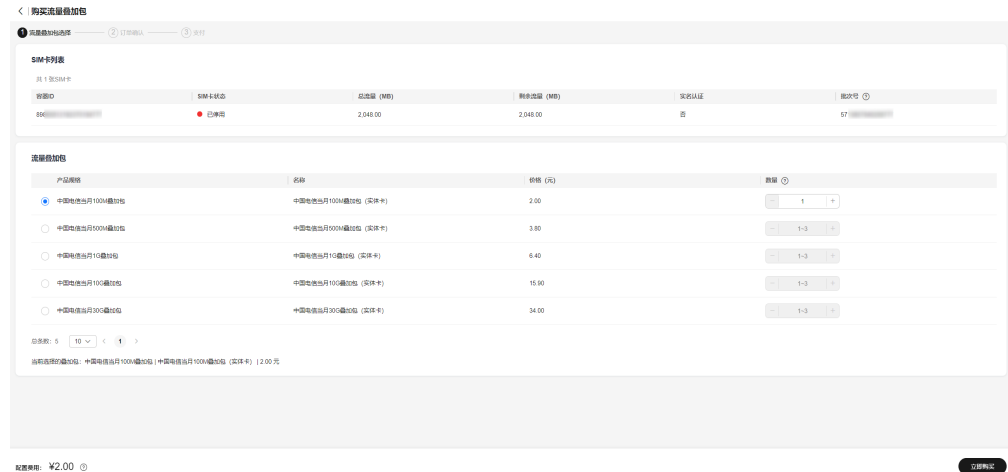 购买流量叠加包
1 流量叠加包选择 2 订单确认 3 支付
SIM卡列表
共 1 张SIM卡
容器ID SIM卡状态 总流量 (MB) 剩余流量 (MB) 实名认证 批次号 ?
89 已停用 2,048.00 2,048.00 否 57
流量叠加包
产品规格 名称 价格 (元) 数量 ?
中国电信当月100M叠加包 中国电信当月100M叠加包 (实体卡) 2.00 - 1 +
中国电信当月500M叠加包 中国电信当月500M叠加包 (实体卡) 3.80 - 1-3 +
中国电信当月1G叠加包 中国电信当月1G叠加包 (实体卡) 6.40 - 1-3 +
中国电信当月10G叠加包 中国电信当月10G叠加包 (实体卡) 15.90 - 1-3 +
中国电信当月30G叠加包 中国电信当月30G叠加包 (实体卡) 34.00 - 1-3 +
总条数: 5 10 < 1 >
当前选择的叠加包: 中国电信当月100M叠加包 | 中国电信当月100M叠加包 (实体卡) | 2.00 元
配置费用: ¥2.00 ? 立即购买